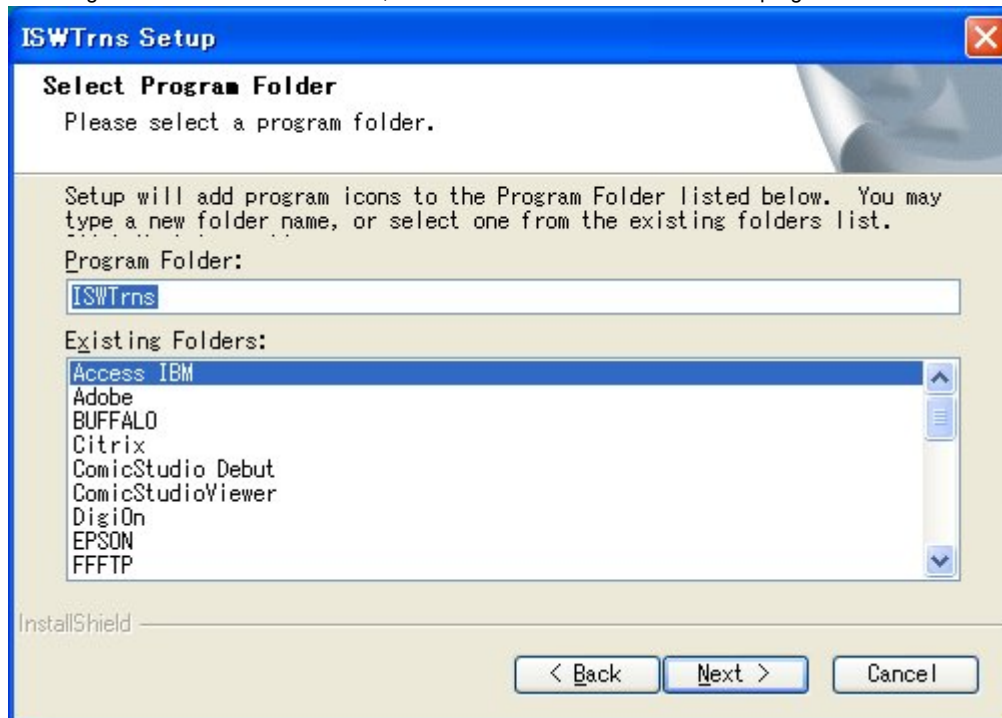 ISWTrns Setup
Select Program Folder
Please select a program folder.
Setup will add program icons to the Program Folder listed below. You may
type a new folder name, or select one from the existing folders list.
Program Folder:
ISWTrns
Existing Folders:
Access IBM
Adobe
BUFFALO
Citrix
ComicStudio Debut
ComicStudioViewer
DigiOn
EPSON
FFFTP
InstallShield
< Back
Next >
Cancel